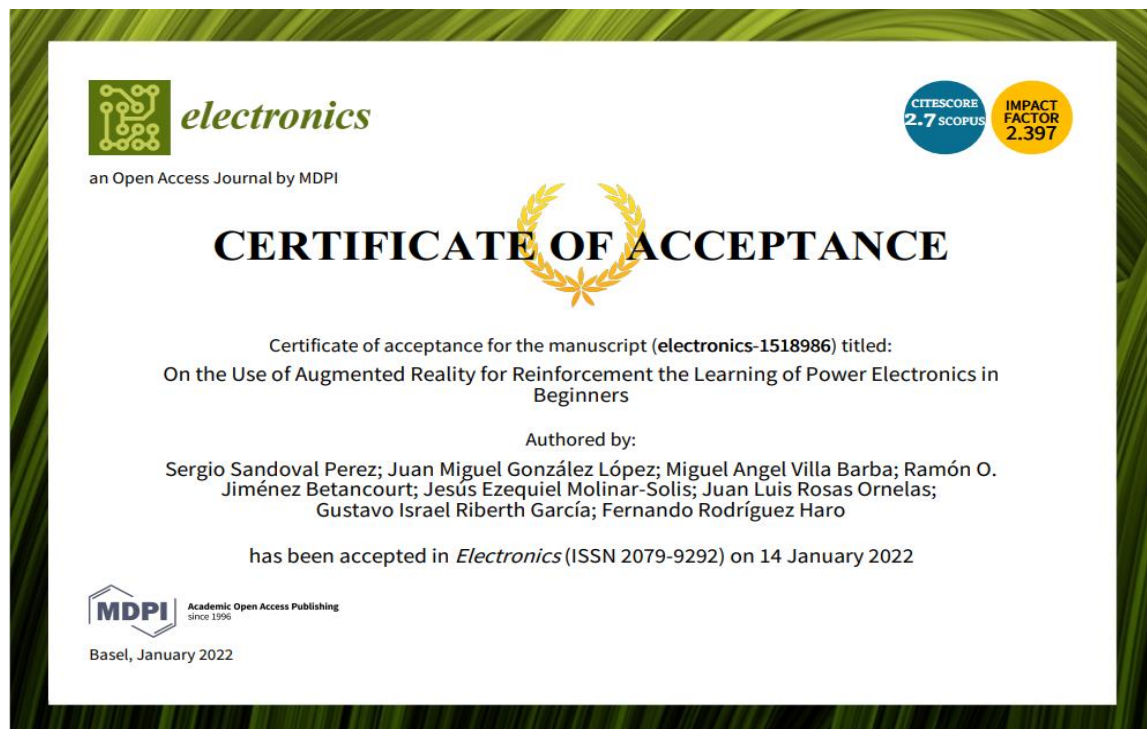 electronics
CITESCORE
2.7 SCOPUS
IMPACT
FACTOR
2.397
an Open Access Journal by MDPI
CERTIFICATE OF ACCEPTANCE
Certificate of acceptance for the manuscript (electronics-1518986) titled:
On the Use of Augmented Reality for Reinforcement the Learning of Power Electronics in
Beginners
Authored by:
Sergio Sandoval Perez; Juan Miguel González López; Miguel Angel Villa Barba; Ramón O.
Jiménez Betancourt; Jesús Ezequiel Molinar-Solis; Juan Luis Rosas Ornelas;
Gustavo Israel Riberth García; Fernando Rodríguez Haro
has been accepted in Electronics (ISSN 2079-9292) on 14 January 2022
MDPI
Academic Open Access Publishing
since 1996
Basel, January 2022